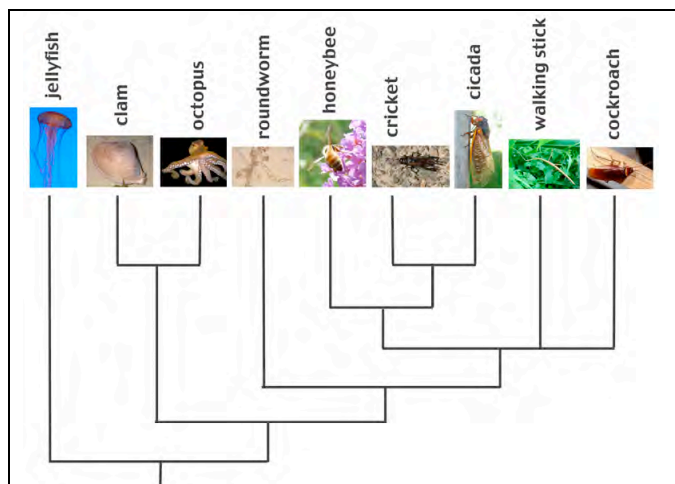 jellyfish
clam
octopus
roundworm
honeybee
cricket
cicada
walking stick
cockroach